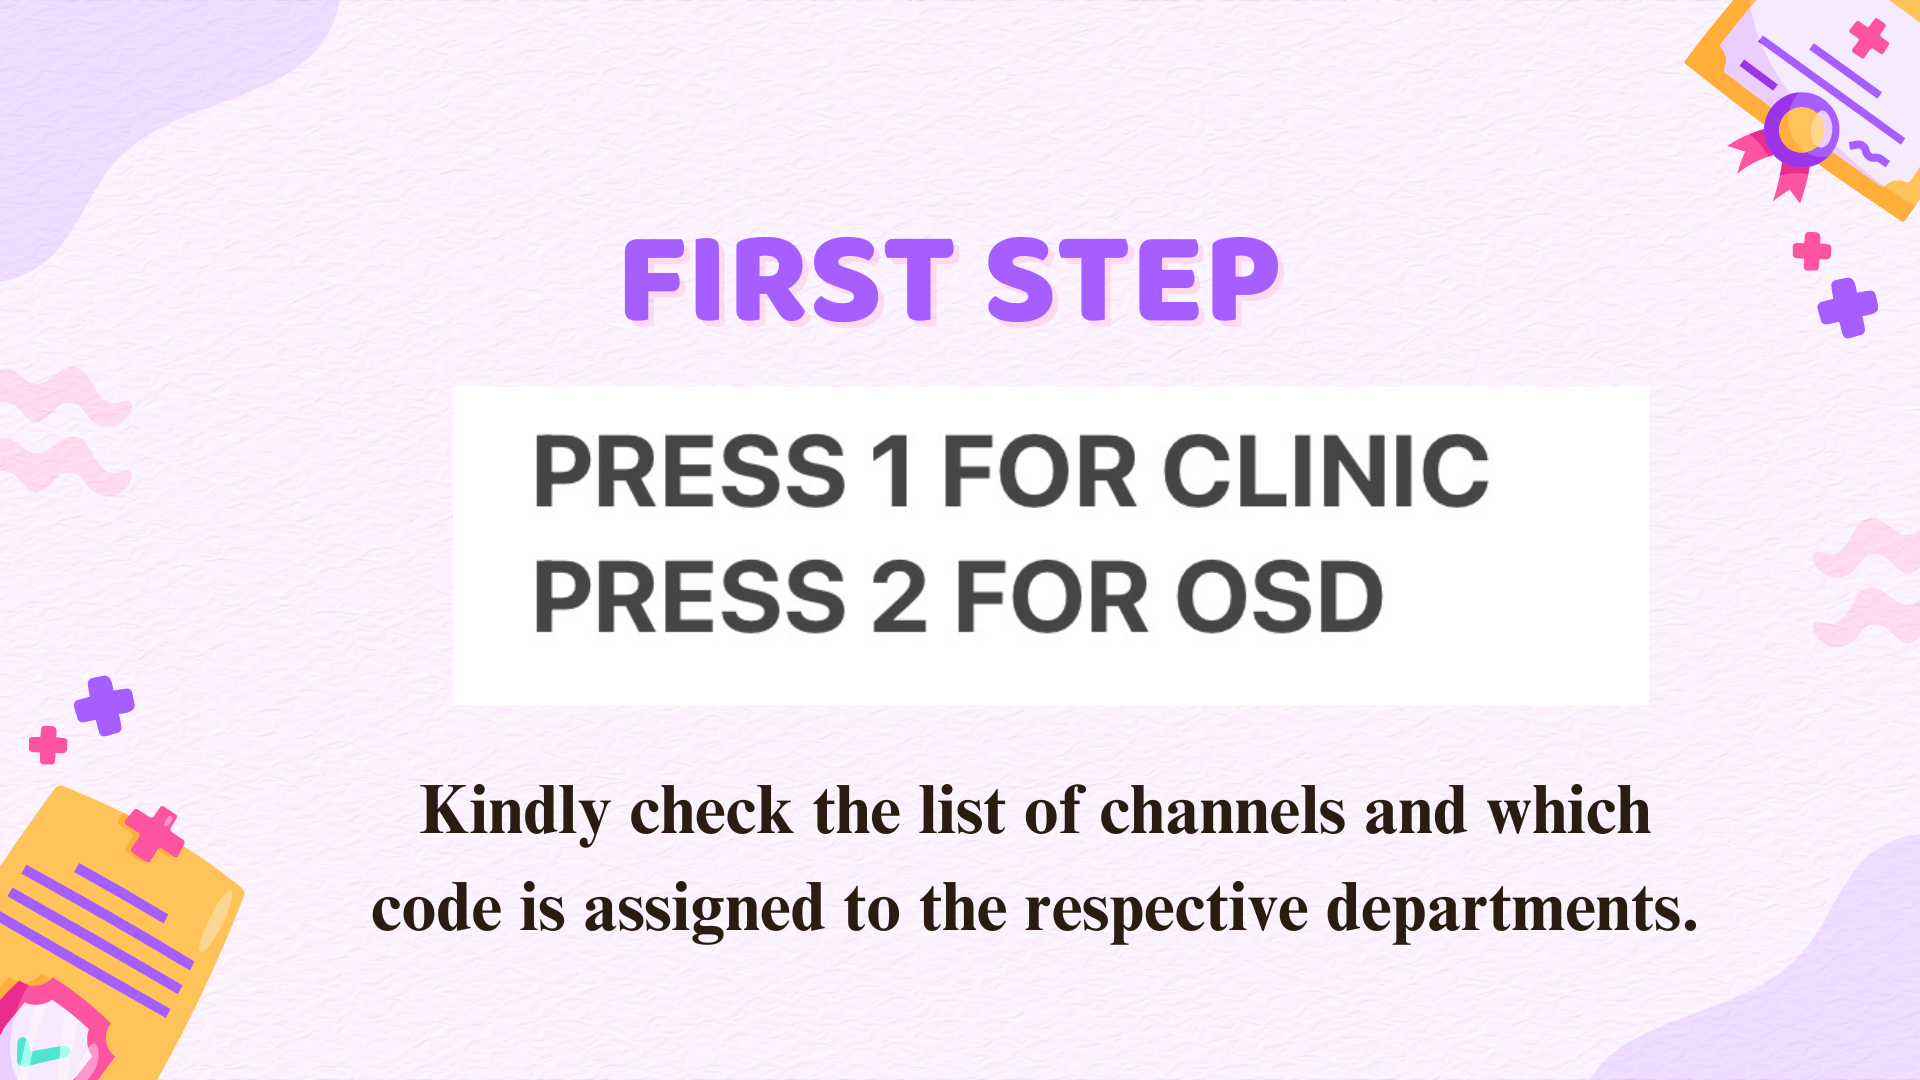 FIRST STEP
PRESS 1 FOR CLINIC
PRESS 2 FOR OSD
Kindly check the list of channels and which
code is assigned to the respective departments.